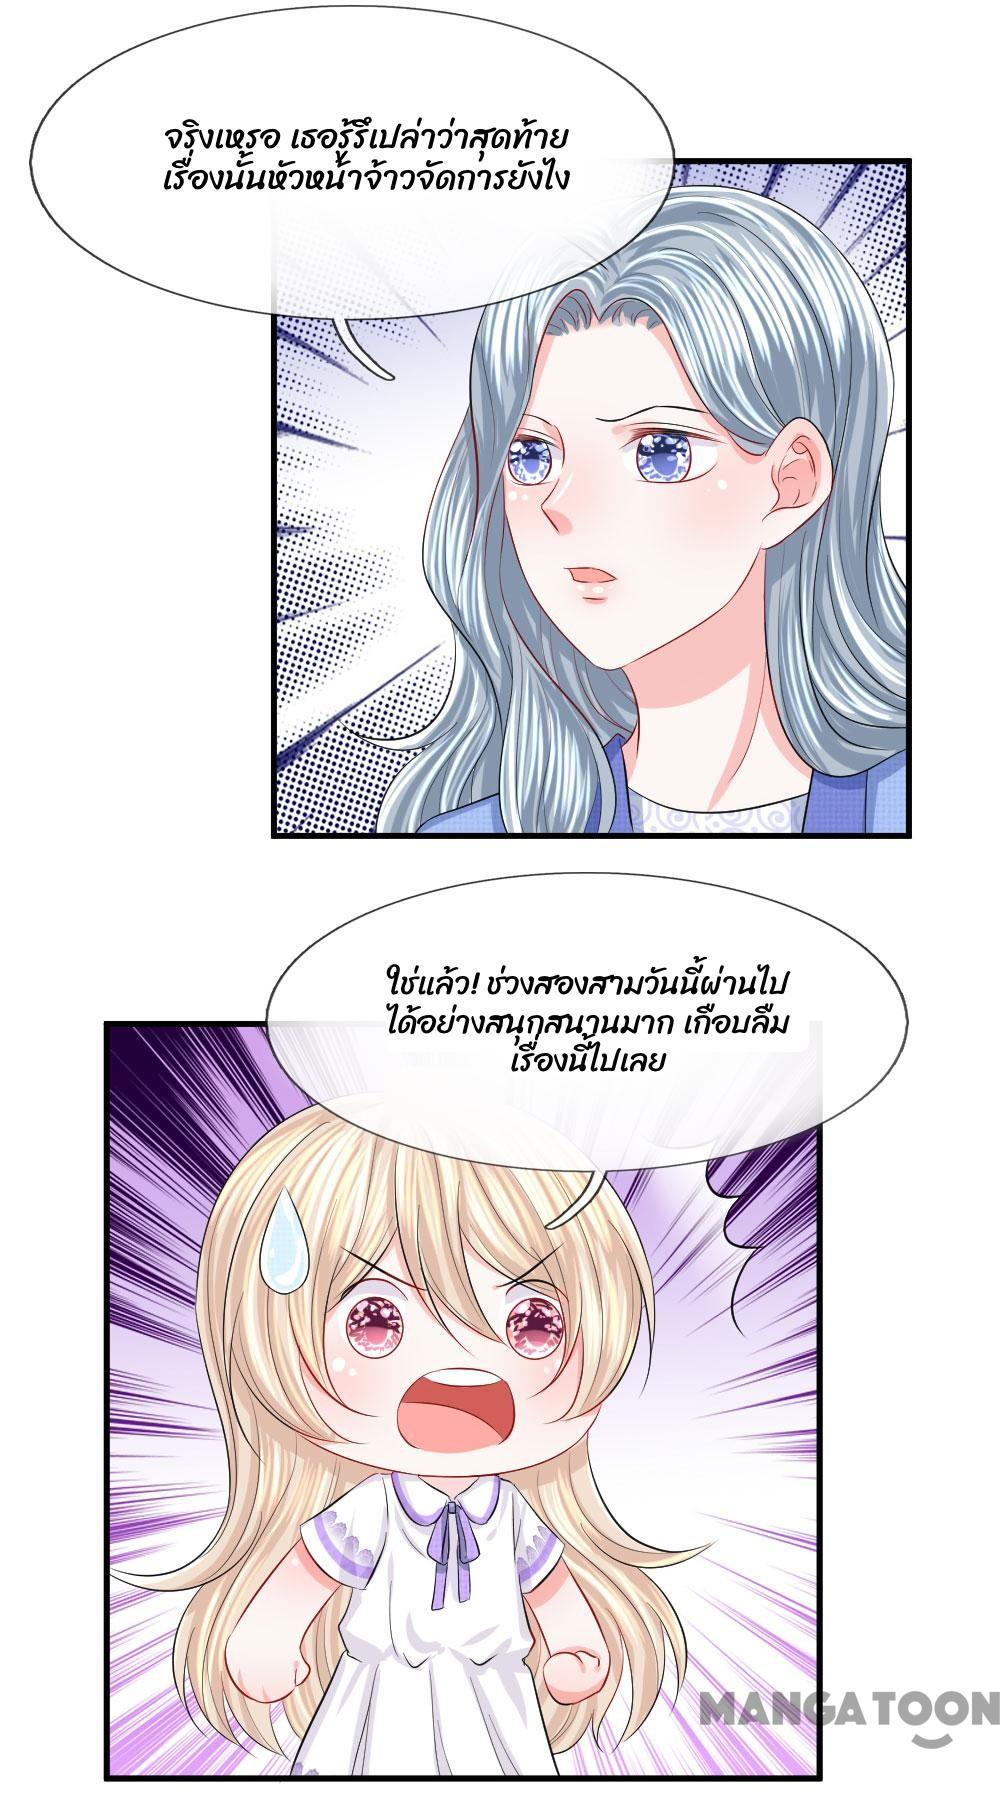 จริงเหรอ เธอรู้รึเปล่าว่าสุดท้าย
เรื่องนั้นหัวหน้าจ้าวจัดการยังไง
ใช่แล้ว! ช่วงสองสามวันนี้ผ่านไป
ได้อย่างสนุกสนานมาก เกือบลืม
เรื่องนี้ไปเลย
MANGATOON